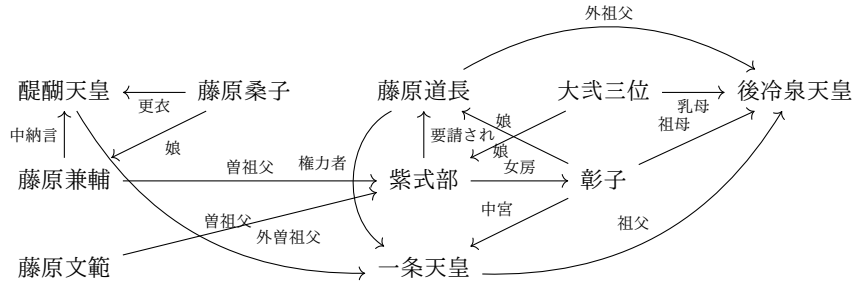 外祖父
醍醐天皇
藤原桑子
藤原道長
大弐三位
後冷泉天皇
更衣
乳母
中納言
娘
要請され
娘
祖母
娘
藤原兼輔
曽祖父
権力者
紫式部
女房
彰子
曽祖父
外曽祖父
中宮
祖父
藤原文範
一条天皇